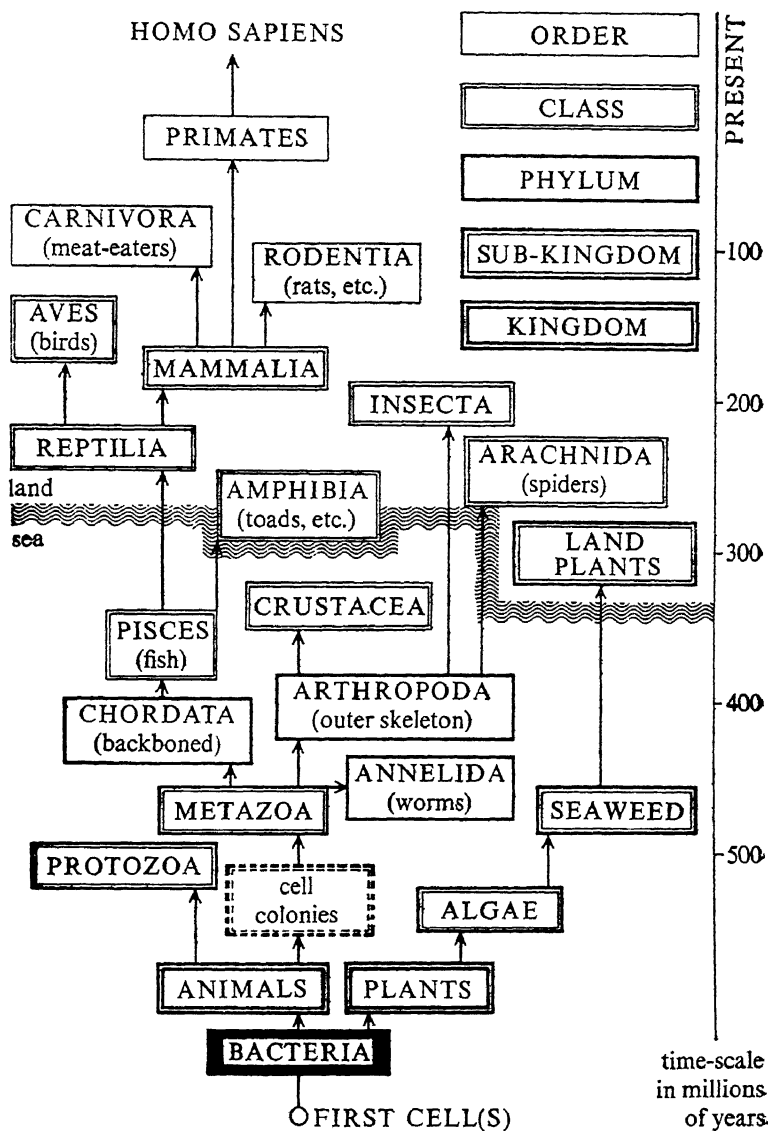 HOMO SAPIENS
ORDER
PRESENT
CLASS
PRIMATES
PHYLUM
CARNIVORA
(meat-eaters)
RODENTIA
(rats, etc.)
SUB-KINGDOM
100
AVES
(birds)
KINGDOM
MAMMALIA
INSECTA
200
REPTILIA
ARACHNIDA
(spiders)
land
AMPHIBIA
(toads, etc.)
sea
LAND
PLANTS
300
CRUSTACEA
PISCES
(fish)
ARTHROPODA
(outer skeleton)
400
CHORDATA
(backboned)
ANNELIDA
(worms)
METAZOA
SEAWEED
PROTOZOA
500
cell
colonies
ALGAE
ANIMALS
PLANTS
BACTERIA
time-scale
in millions
of years
FIRST CELL(S)